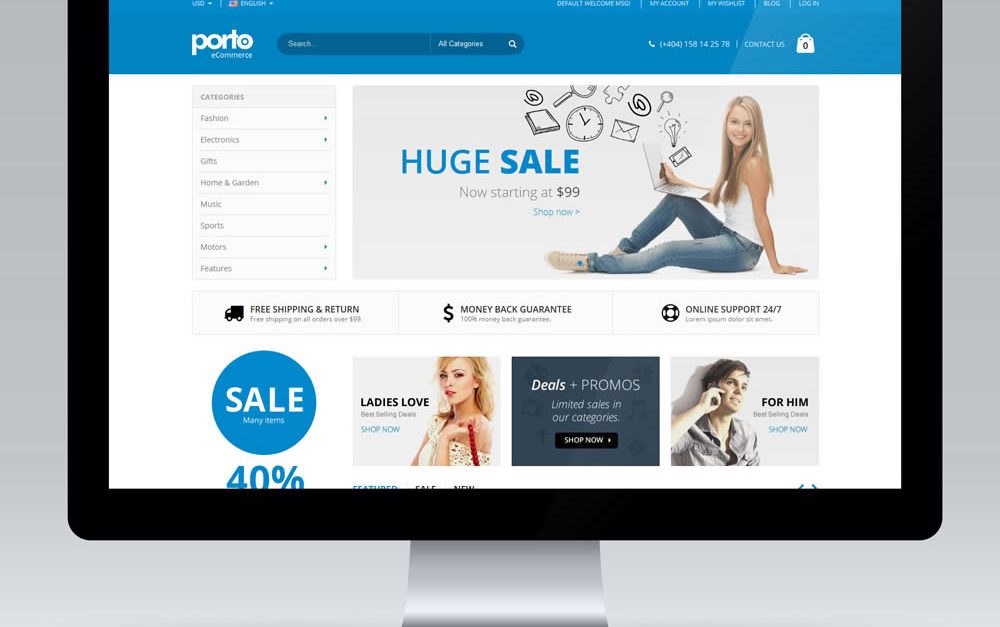 USD
ENGLISH
DEFAULT WELCOME MSG!
MY ACCOUNT
MY WISHLIST
BLOG
LOG IN
porto
eCommerce
Search...
All Categories
(+404) 158 14 25 78
CONTACT US
0
CATEGORIES
Fashion
Electronics
Gifts
Home & Garden
Music
Sports
Motors
Features
HUGE SALE
Now starting at $99
Shop now >
FREE SHIPPING & RETURN
Free shipping on all orders over $99.
MONEY BACK GUARANTEE
100% money back guarantee.
ONLINE SUPPORT 24/7
Lorem ipsum dolor sit amet.
SALE
Many items
40%
LADIES LOVE
Best Selling Deals
SHOP NOW
Deals + PROMOS
Limited sales in
our categories.
SHOP NOW
FOR HIM
Best Selling Deals
SHOP NOW
FEATURED
SALE
NEW